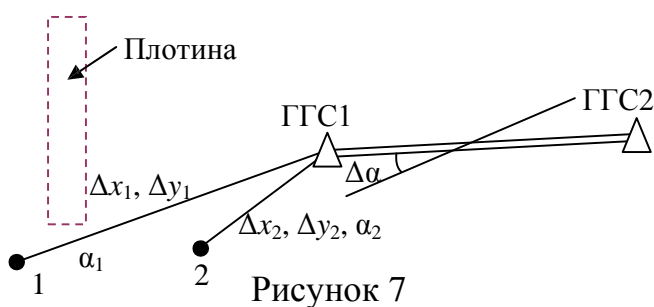 Плотина
ГГС1
ГГС2
Δα
Δx₁, Δy₁
Δx₂, Δy₂, α₂
α₁
1
2
Рисунок 7